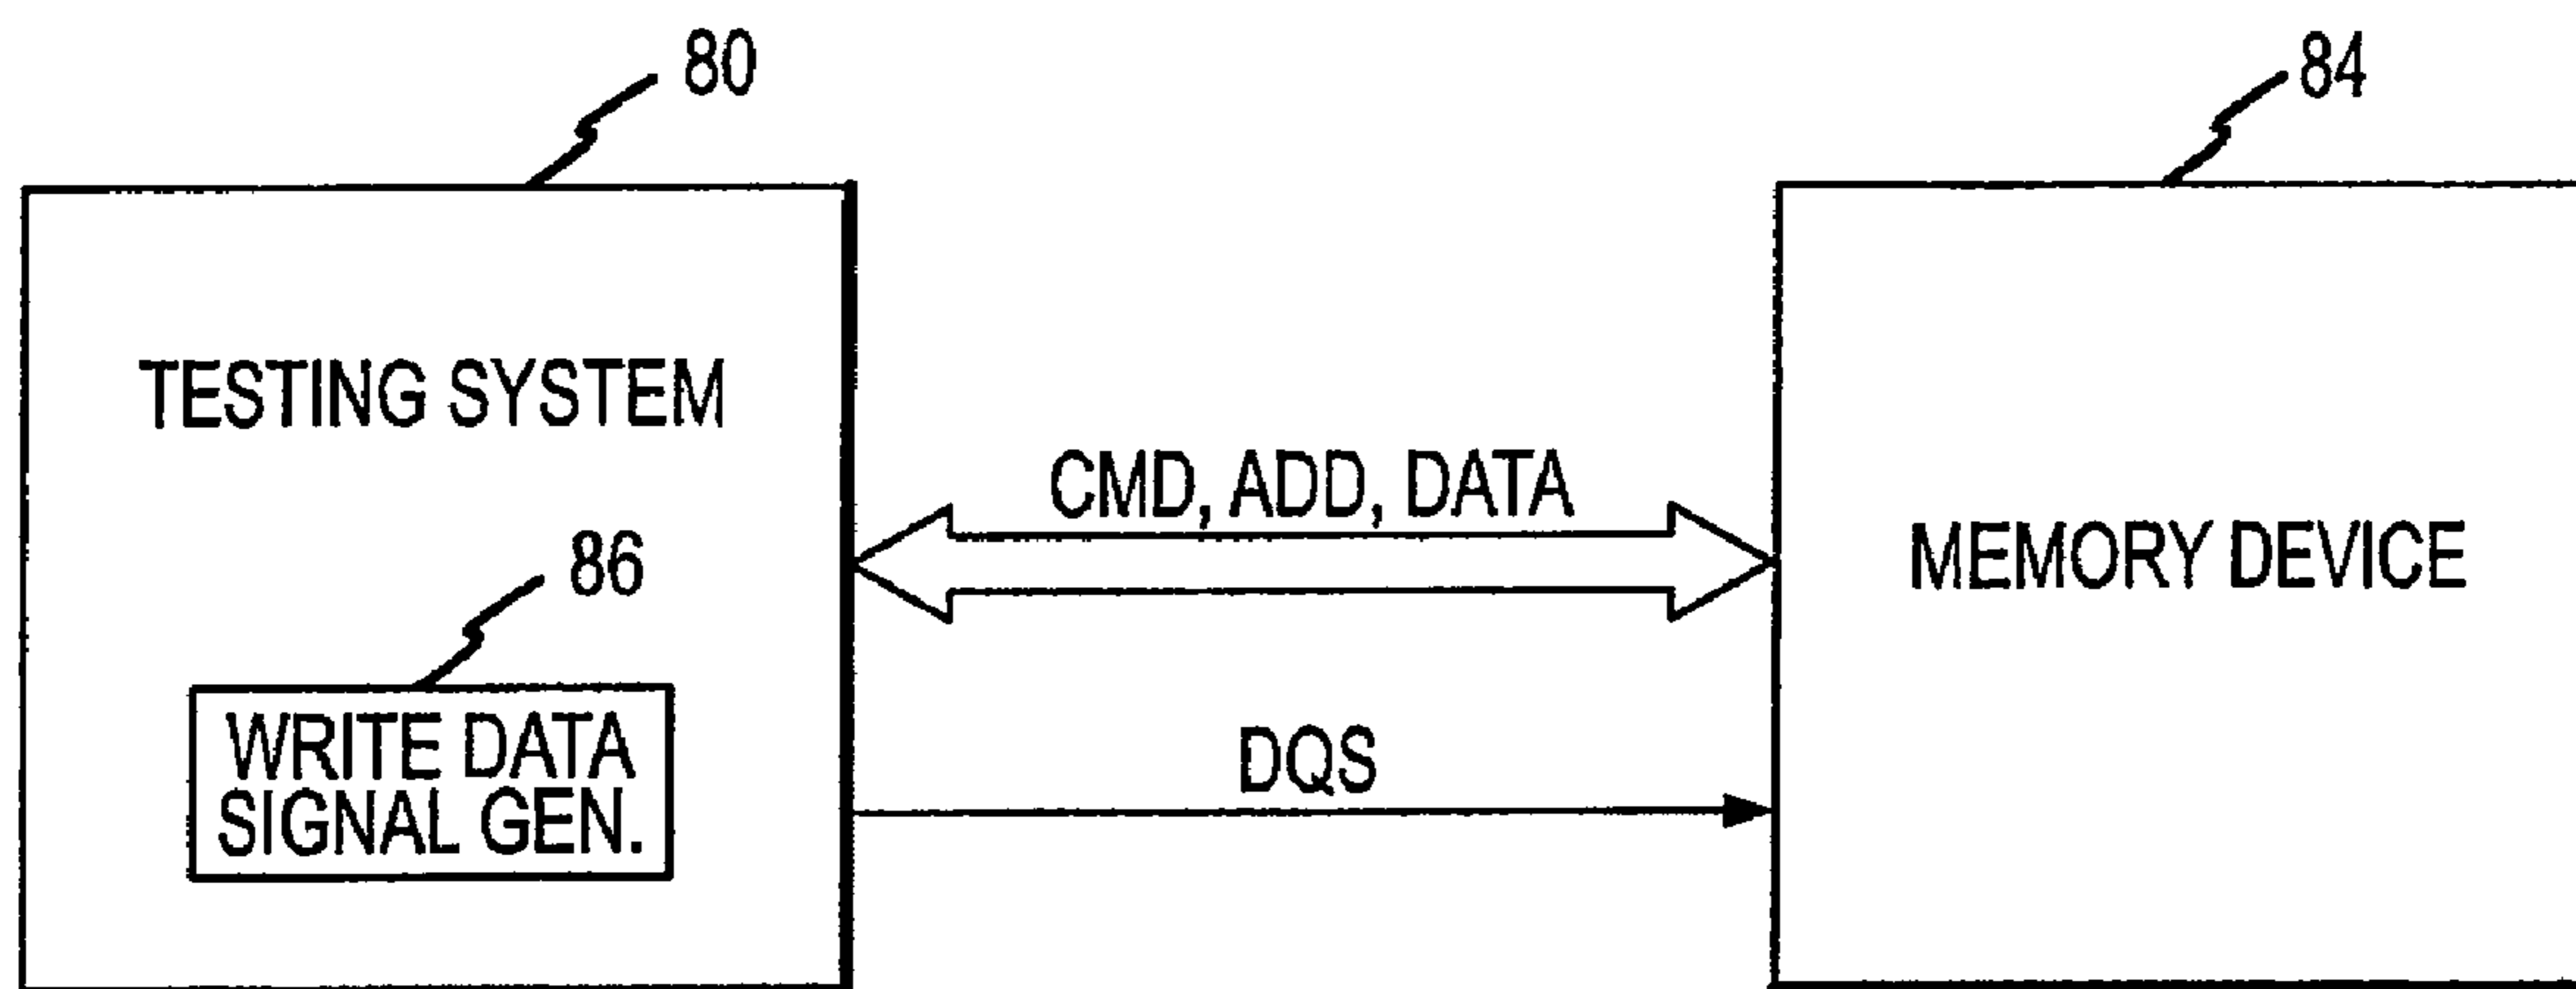 80
84
TESTING SYSTEM
CMD, ADD, DATA
MEMORY DEVICE
86
WRITE DATA
SIGNAL GEN.
DQS